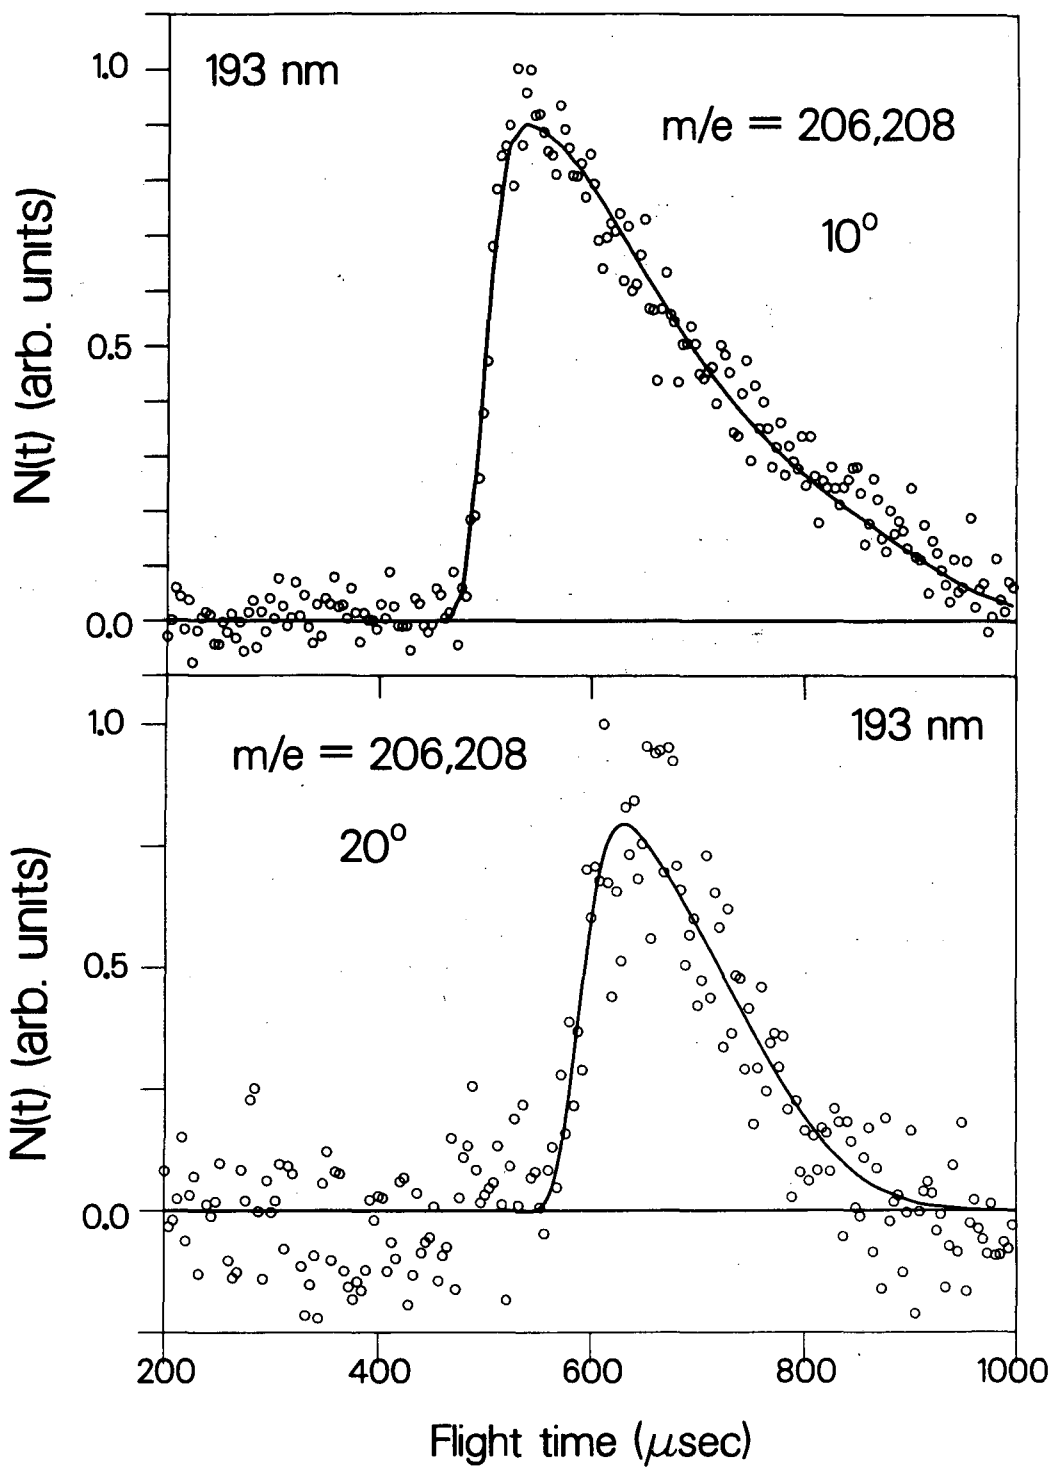 193 nm
m/e = 206,208
10°
N(t) (arb. units)
1.0
0.5
0.0
193 nm
m/e = 206,208
20°
N(t) (arb. units)
1.0
0.5
0.0
200 400 600 800 1000
Flight time (μsec)